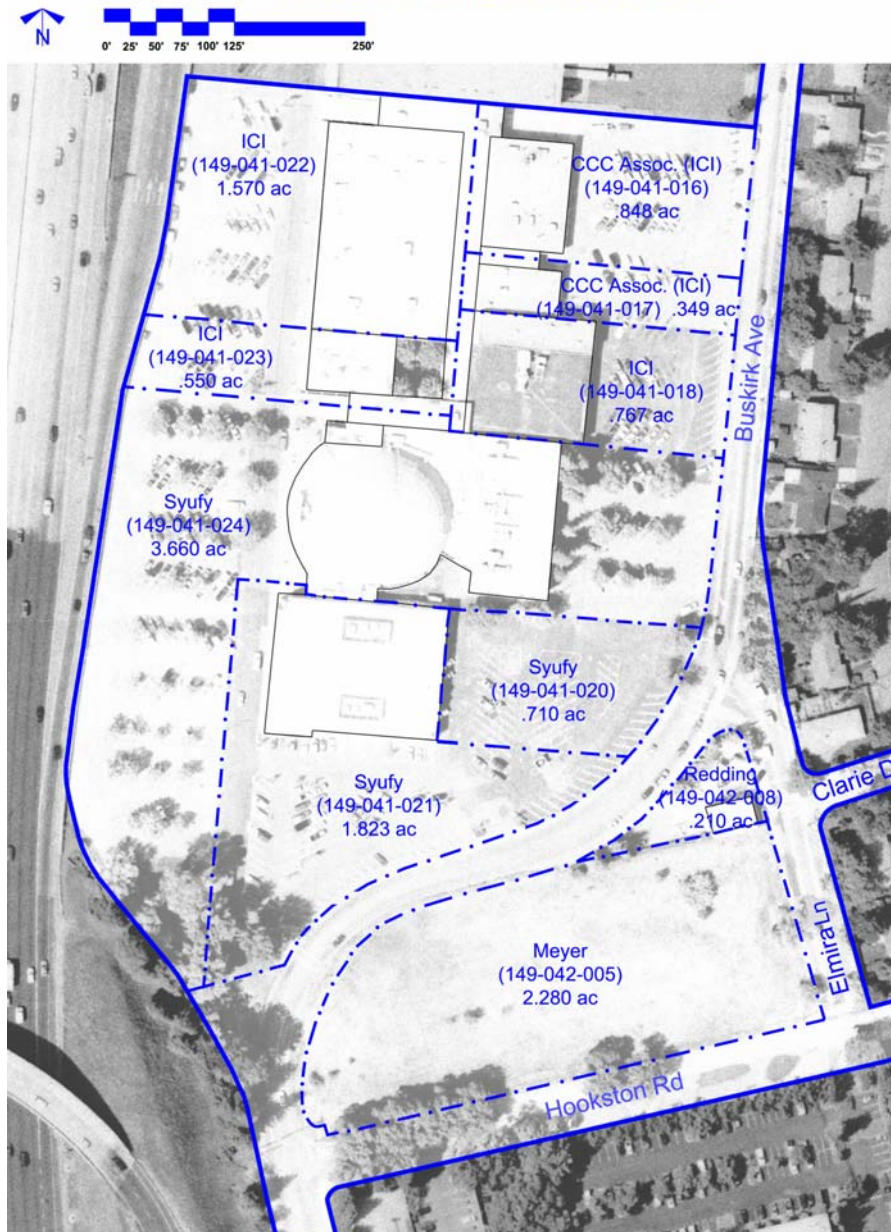 N
0' 25' 50' 75' 100' 125' 250'
ICI
(149-041-022)
1.570 ac
CCC Assoc. (ICI)
(149-041-016)
.848 ac
CCC Assoc. (ICI)
(149-041-017) .349 ac
ICI
(149-041-023)
.550 ac
ICI
(149-041-018)
.767 ac
Buskirk Ave
Syufy
(149-041-024)
3.660 ac
Syufy
(149-041-020)
.710 ac
Syufy
(149-041-021)
1.823 ac
Redding
(149-042-008)
.210 ac
Clarie D
Elmira Ln
Meyer
(149-042-005)
2.280 ac
Hookston Rd